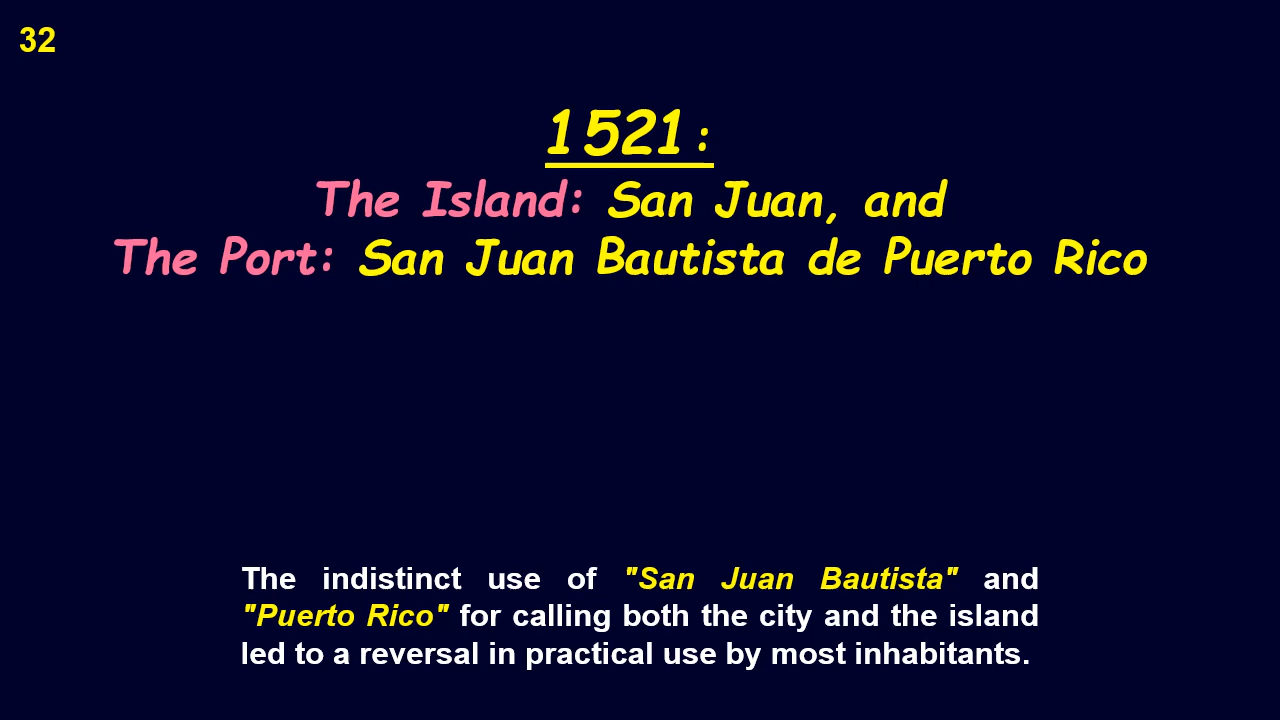 32
1521:
The Island: San Juan, and
The Port: San Juan Bautista de Puerto Rico
The indistinct use of "San Juan Bautista" and
"Puerto Rico" for calling both the city and the island
led to a reversal in practical use by most inhabitants.